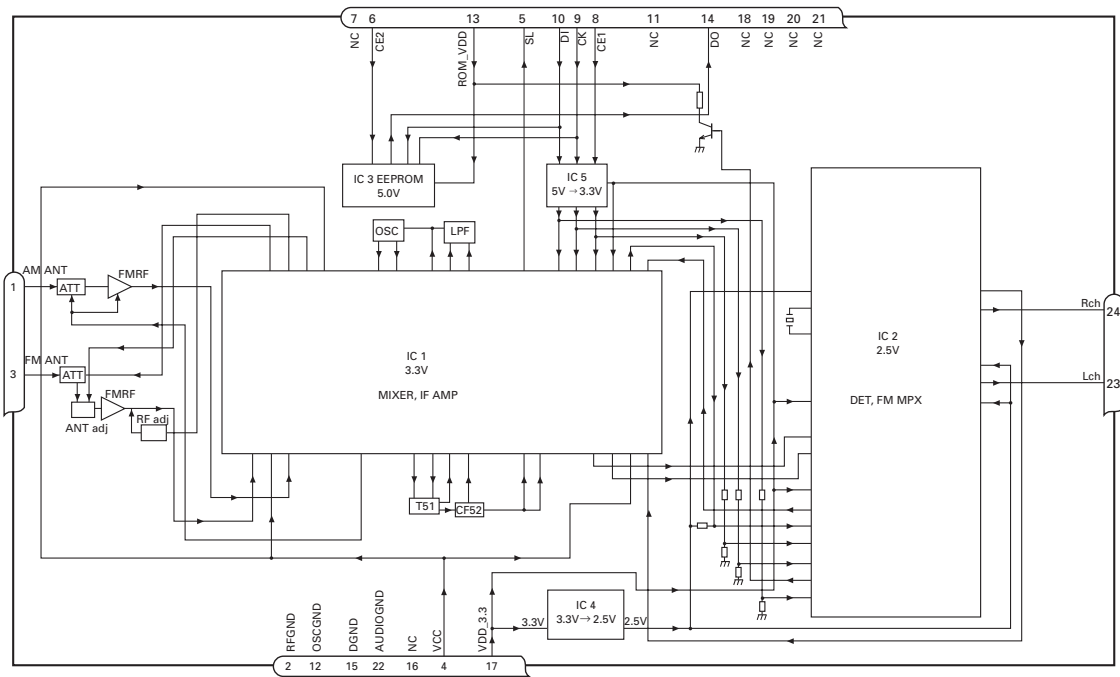 7 6 13 5 10 9 8 11 14 18 19 20 21
NC
CE2
ROM_VDD
SL
DI
CK
CE1
NC
DO
NC
NC
NC
NC
IC 3 EEPROM
5.0V
IC 5
5V → 3.3V
OSC
LPF
AM ANT
1
ATT
FMRF
FM ANT
3
ATT
FMRF
ANT adj
RF adj
IC 1
3.3V
MIXER, IF AMP
IC 2
2.5V
DET, FM MPX
Rch
24
Lch
23
T51
CF52
IC 4
3.3V → 2.5V
3.3V
2.5V
RFGND
OSCGND
DGND
AUDIOGND
NC
VCC
VDD_3.3
2 12 15 22 16 4 17